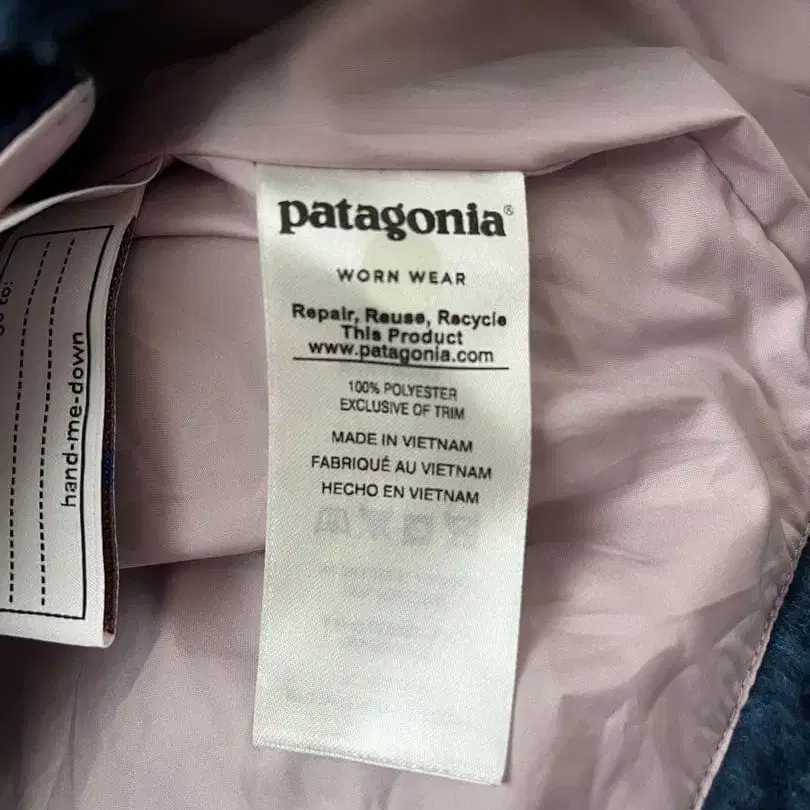 patagonia®
WORN WEAR
Repair, Reuse, Recycle
This Product
www.patagonia.com
100% POLYESTER
EXCLUSIVE OF TRIM
MADE IN VIETNAM
FABRIQUÉ AU VIETNAM
HECHO EN VIETNAM
hand-me-down
to: